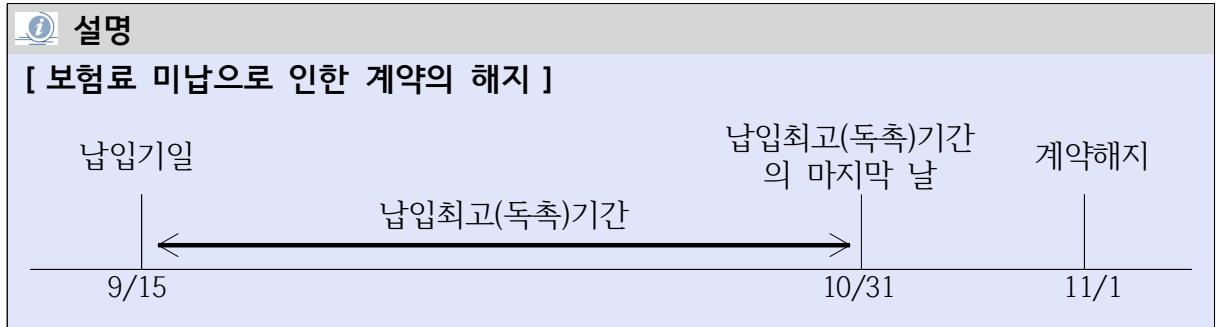 설명
[ 보험료 미납으로 인한 계약의 해지 ]
납입기일
납입최고(독촉)기간
의 마지막 날
계약해지
납입최고(독촉)기간
9/15
10/31
11/1